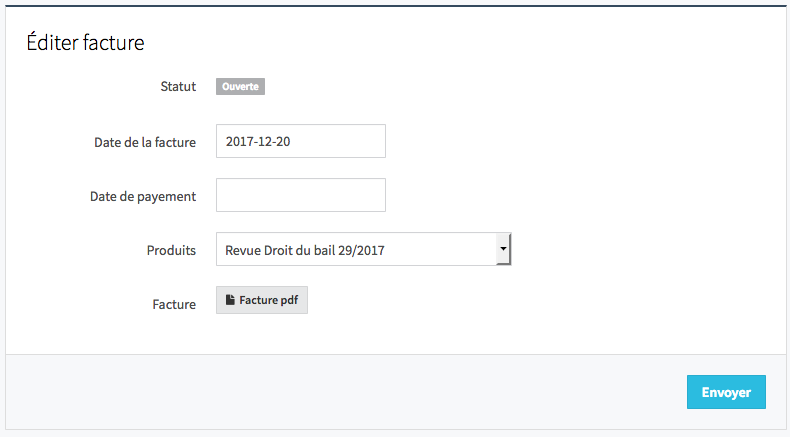 Éditer facture
Statut Ouverte
Date de la facture 2017-12-20
Date de payement
Produits Revue Droit du bail 29/2017
Facture Facture pdf
Envoyer